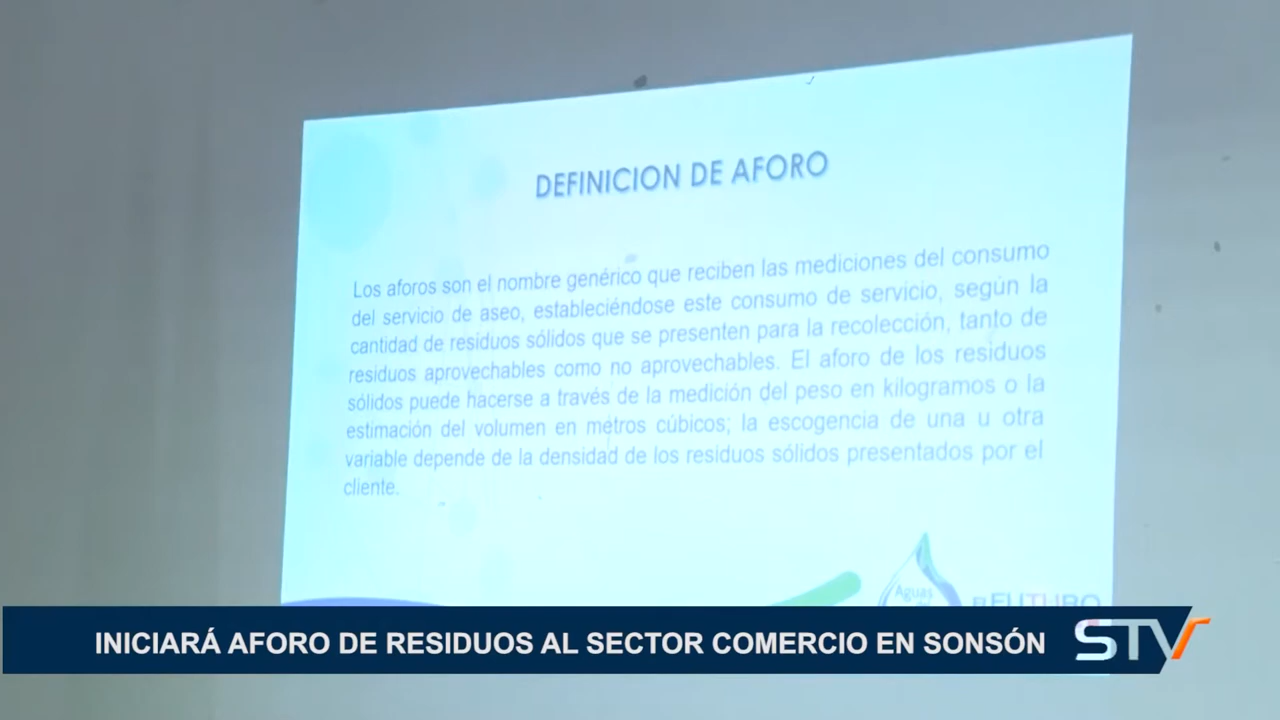 DEFINICION DE AFORO
Los aforos son el nombre genérico que reciben las mediciones del consumo
del servicio de aseo, estableciéndose este consumo de servicio, según la
cantidad de residuos sólidos que se presenten para la recolección, tanto de
residuos aprovechables como no aprovechables. El aforo de los residuos
sólidos puede hacerse a través de la medición del peso en kilogramos o la
estimación del volumen en metros cúbicos; la escogencia de una u otra
variable depende de la densidad de los residuos sólidos presentados por el
cliente.
Aguas
FUTURO
INICIARÁ AFORO DE RESIDUOS AL SECTOR COMERCIO EN SONSÓN
STV